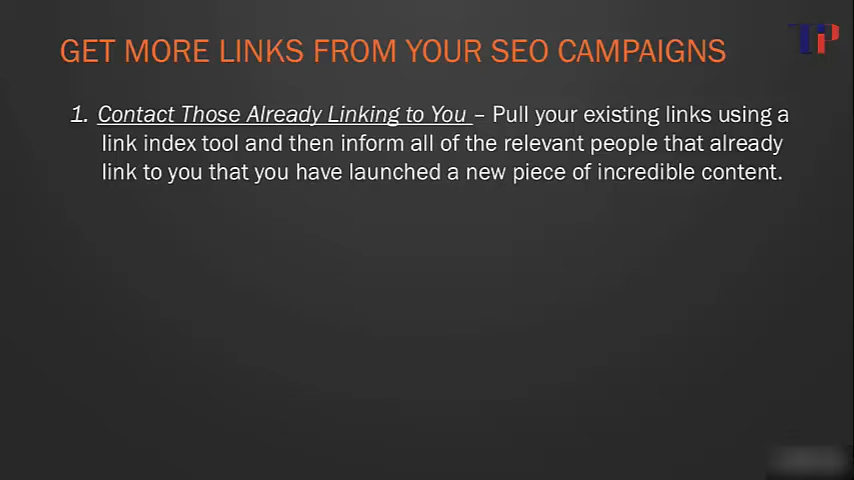 GET MORE LINKS FROM YOUR SEO CAMPAIGNS
TiP
1. Contact Those Already Linking to You – Pull your existing links using a
link index tool and then inform all of the relevant people that already
link to you that you have launched a new piece of incredible content.